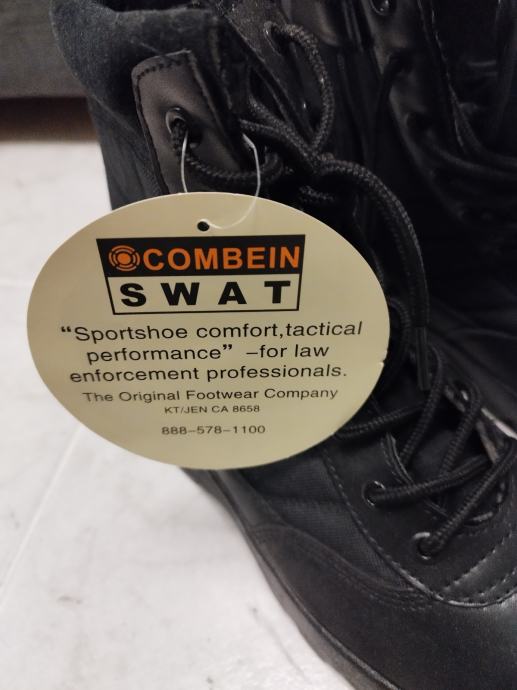 COMBEIN
SWAT
“Sportshoe comfort,tactical
performance” –for law
enforcement professionals.
The Original Footwear Company
KT/JEN CA 8658
888–578–1100